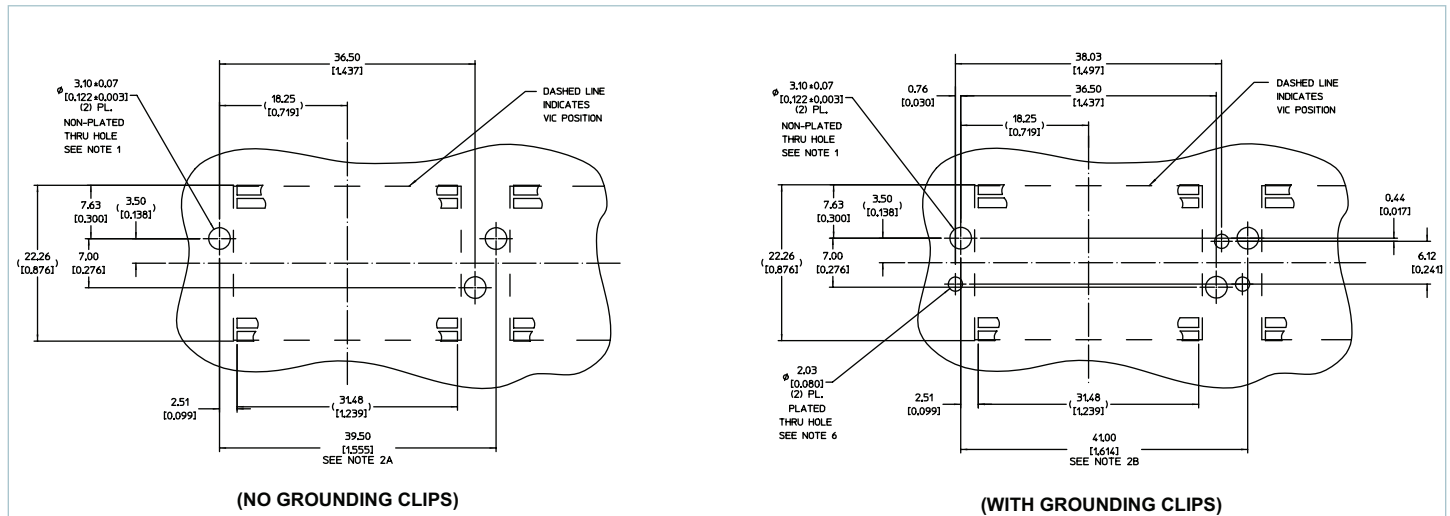 36.50
[1.437]
ø 3.10±0.07
[0.122±0.003]
(2) PL.
NON-PLATED
THRU HOLE
SEE NOTE 1
(18.25
[0.719])
DASHED LINE
INDICATES
VIC POSITION
7.63
[0.300]
(3.50
[0.138])
(22.26
[0.876])
7.00
[0.276]
2.51
[0.099]
(31.48
[1.239])
39.50
[1.555]
SEE NOTE 2A
(NO GROUNDING CLIPS)
38.03
[1.497]
ø 3.10±0.07
[0.122±0.003]
(2) PL.
NON-PLATED
THRU HOLE
SEE NOTE 1
0.76
[0.030]
36.50
[1.437]
(18.25
[0.719])
DASHED LINE
INDICATES
VIC POSITION
7.63
[0.300]
(3.50
[0.138])
0.44
[0.017]
(22.26
[0.876])
7.00
[0.276]
6.12
[0.241]
ø 2.03
[0.080]
(2) PL.
PLATED
THRU HOLE
SEE NOTE 6
2.51
[0.099]
(31.48
[1.239])
41.00
[1.614]
SEE NOTE 2B
(WITH GROUNDING CLIPS)